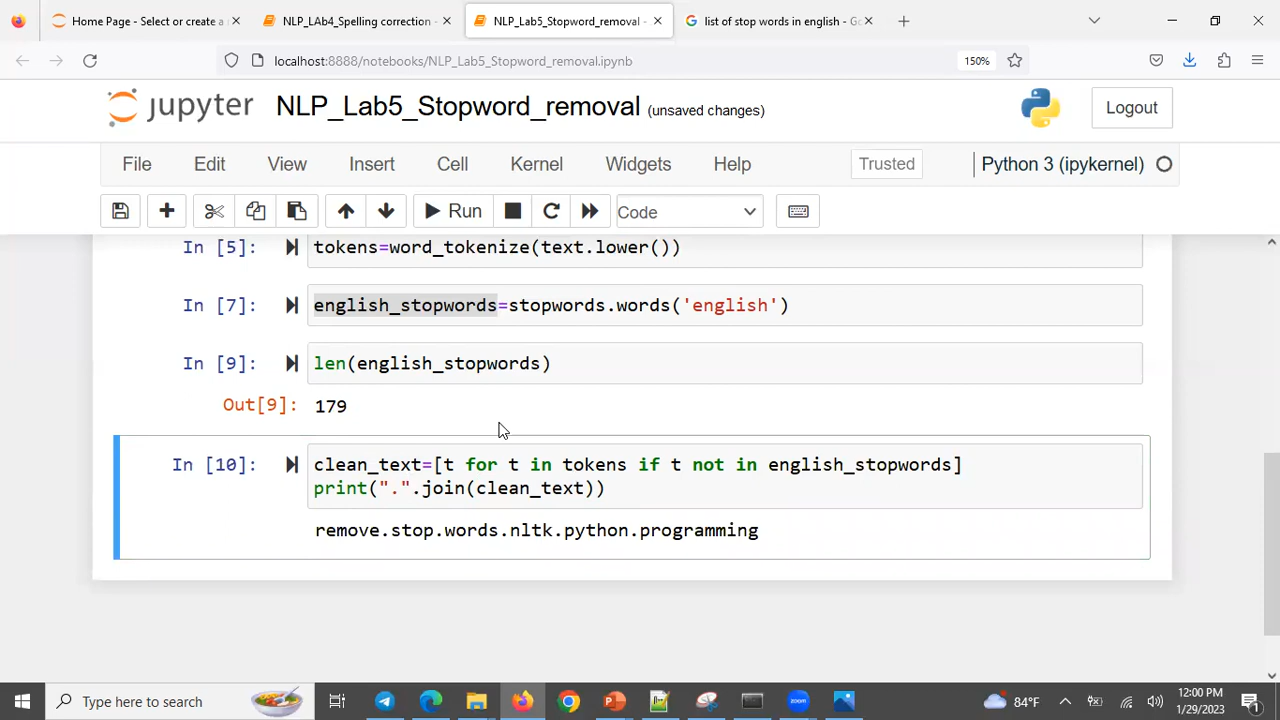 Home Page - Select or create a
NLP_LAb4_Spelling correction -
NLP_Lab5_Stopword_removal -
list of stop words in english - Go
localhost:8888/notebooks/NLP_Lab5_Stopword_removal.ipynb
150%
jupyter NLP_Lab5_Stopword_removal (unsaved changes)
Logout
File Edit View Insert Cell Kernel Widgets Help
Trusted
Python 3 (ipykernel)
Run
Code
In [5]: tokens=word_tokenize(text.lower())
In [7]: english_stopwords=stopwords.words('english')
In [9]: len(english_stopwords)
Out[9]: 179
In [10]: clean_text=[t for t in tokens if t not in english_stopwords]
print(".".join(clean_text))
remove.stop.words.nltk.python.programming
Type here to search
84°F
12:00 PM
1/29/2023